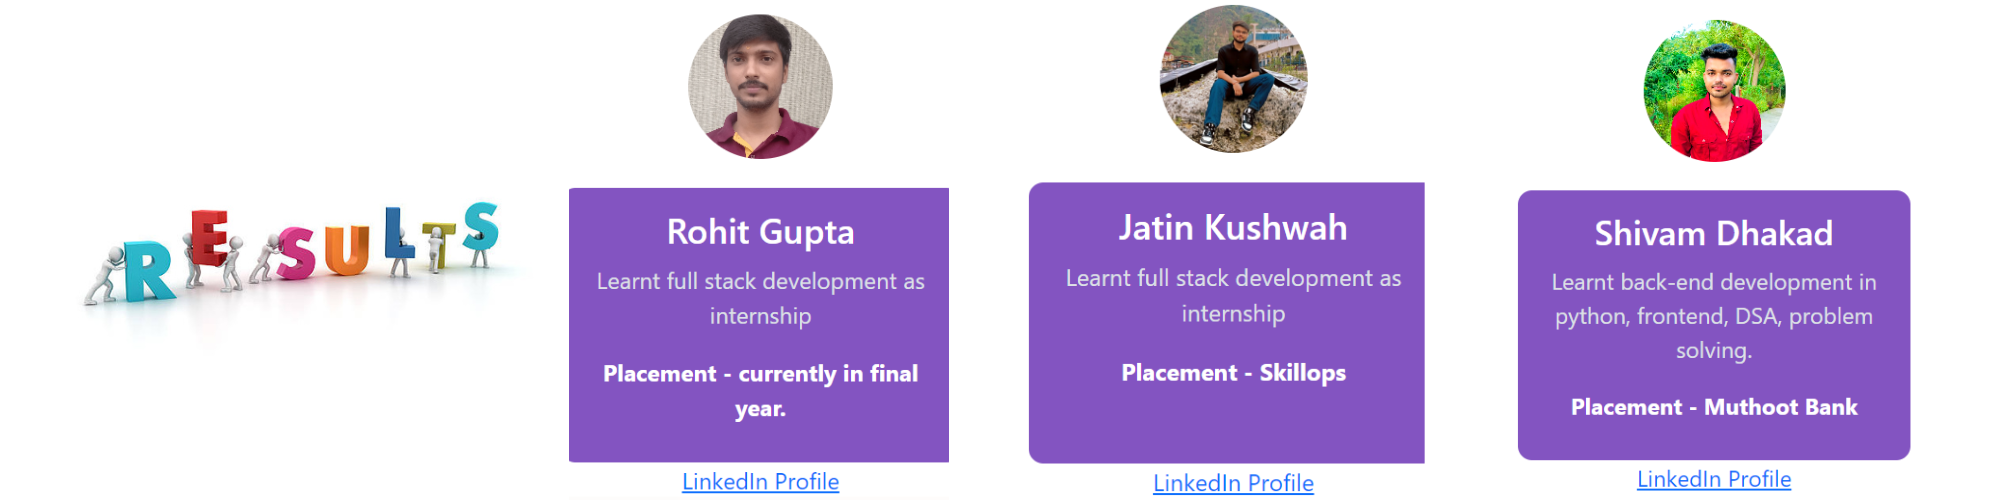 RESULTS
Rohit Gupta
Learnt full stack development as
internship
Placement - currently in final
year.
LinkedIn Profile
Jatin Kushwah
Learnt full stack development as
internship
Placement - Skillops
LinkedIn Profile
Shivam Dhakad
Learnt back-end development in
python, frontend, DSA, problem
solving.
Placement - Muthoot Bank
LinkedIn Profile